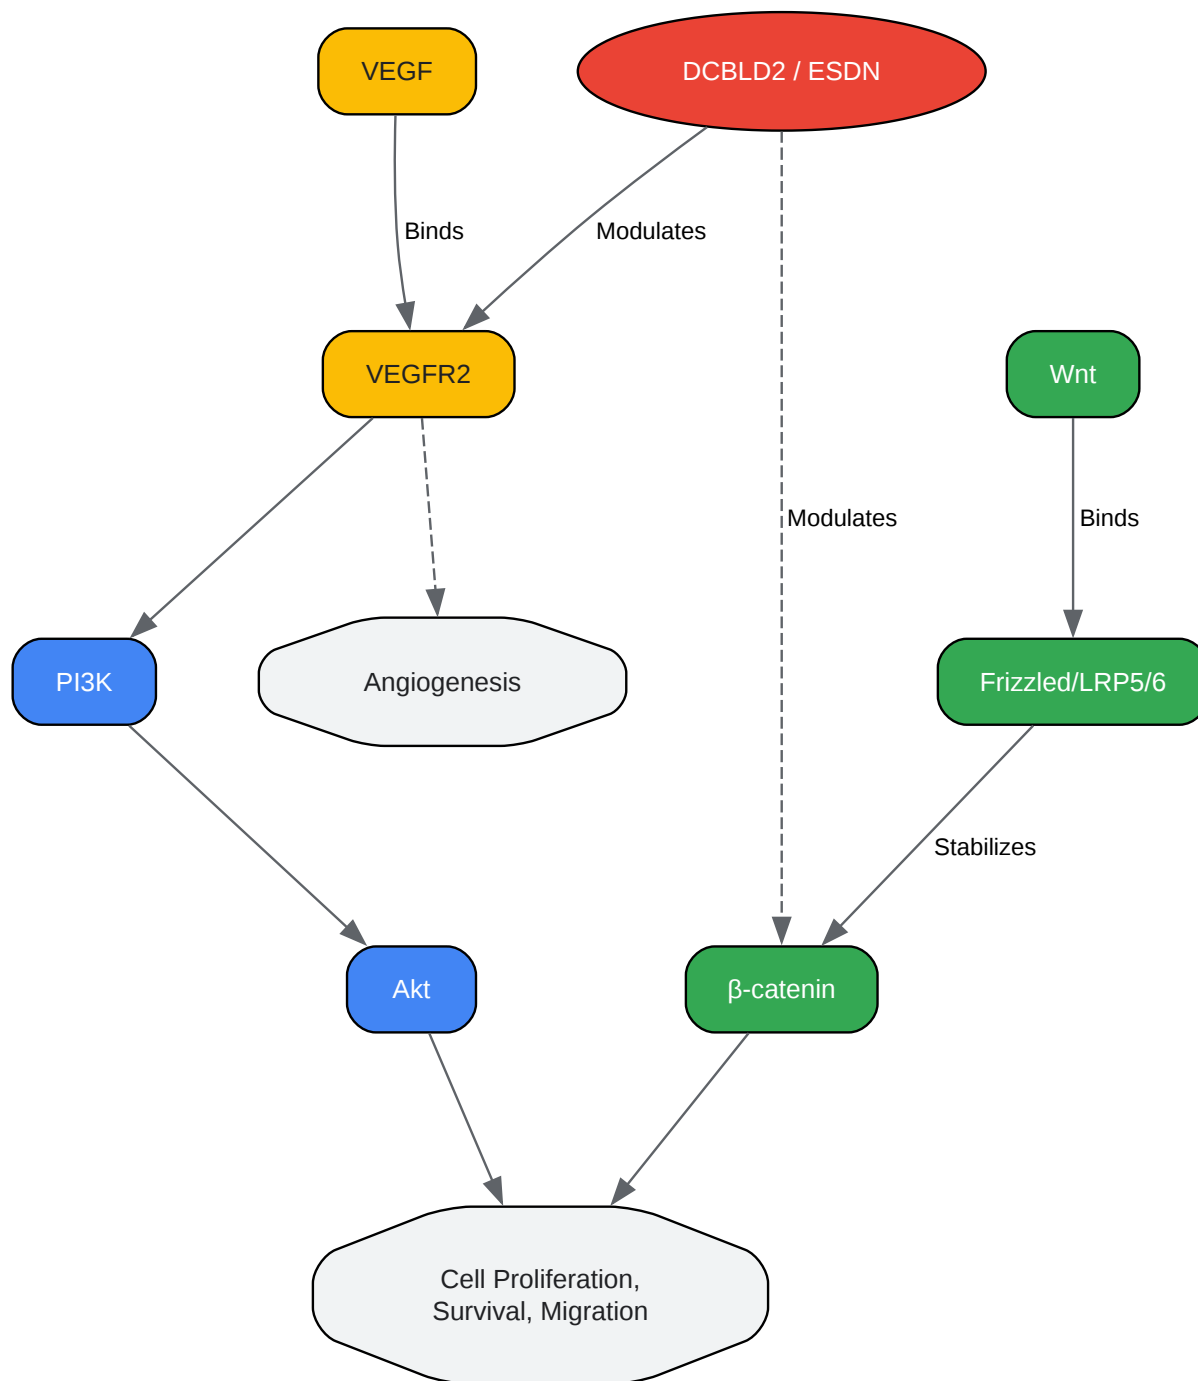 VEGF
DCBLD2 / ESDN
Binds
Modulates
VEGFR2
Wnt
Modulates
Binds
PI3K
Angiogenesis
Frizzled/LRP5/6
Stabilizes
Akt
β-catenin
Cell Proliferation,
Survival, Migration